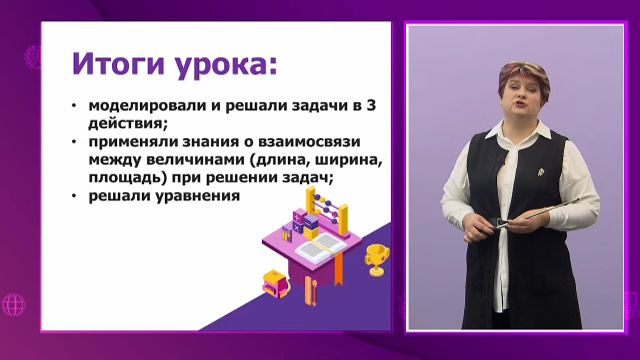 Итоги урока:
• моделировали и решали задачи в 3
действия;
• применяли знания о взаимосвязи
между величинами (длина, ширина,
площадь) при решении задач;
• решали уравнения